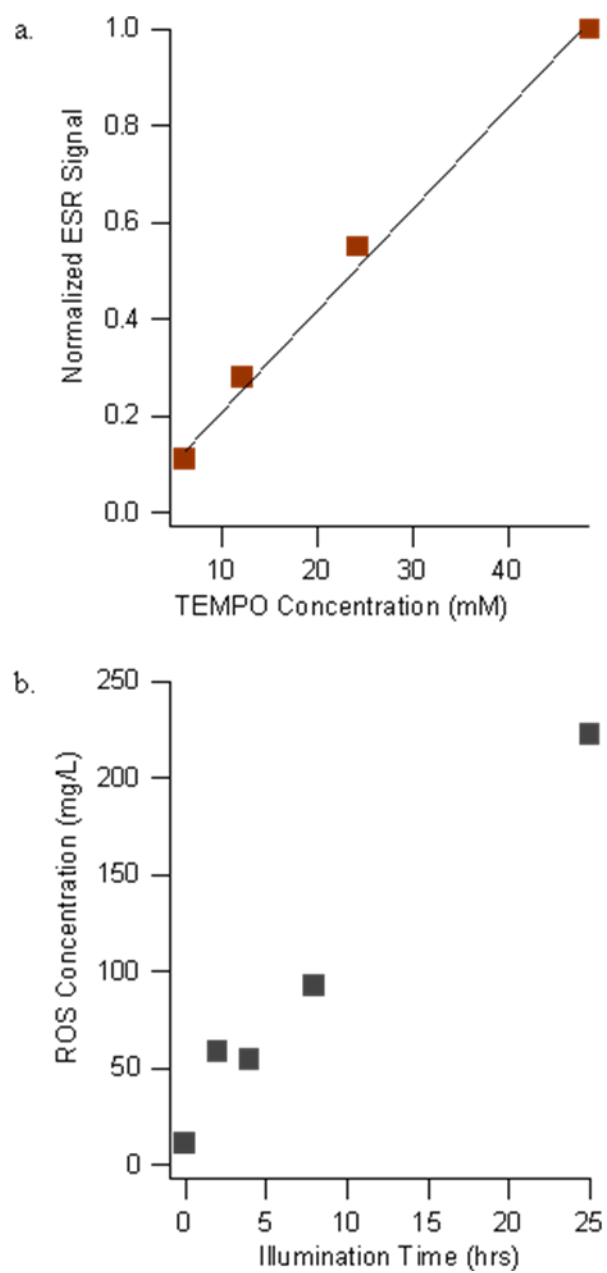 a.
1.0
0.8
0.6
0.4
0.2
0.0
Normalized ESR Signal
10 20 30 40
TEMPO Concentration (mM)
b.
250
200
150
100
50
0
ROS Concentration (mg/L)
0 5 10 15 20 25
Illumination Time (hrs)